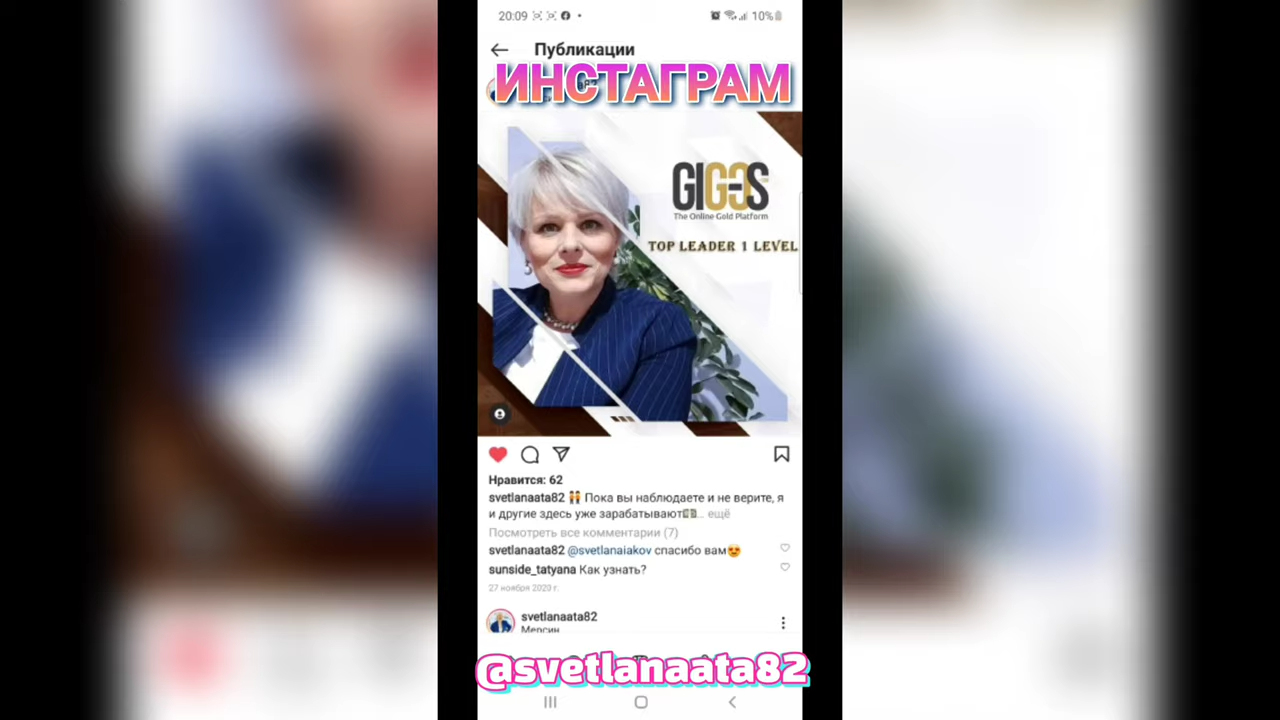 20:09
10%
Публикации
ИНСТАГРАМ
GIG-OS
The Online Gold Platform
TOP LEADER 1 LEVEL
Нравится: 62
svetlanaata82 👫 Пока вы наблюдаете и не верите, я
и другие здесь уже зарабатывают💵... ещё
Посмотреть все комментарии (7)
svetlanaata82 @svetlanaiakov спасибо вам😍
sunside_tatyana Как узнать?
27 ноября 2020 г.
svetlanaata82
Мерсин
@svetlanaata82